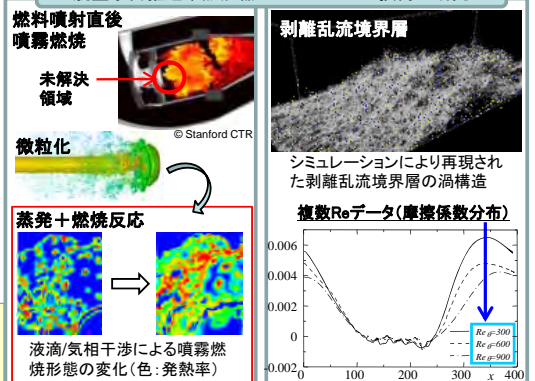 燃料噴射直後
噴霧燃焼
未解決
領域
© Stanford CTR
微粒化
蒸発+燃焼反応
液滴/気相干渉による噴霧燃
焼形態の変化(色:発熱率)
剥離乱流境界層
シミュレーションにより再現され
た剥離乱流境界層の渦構造
複数Reデータ(摩擦係数分布)
0.006
0.004
0.002
0
-0.002
0 100 200 300 x 400
Reθ=300
Reθ=600
Reθ=900